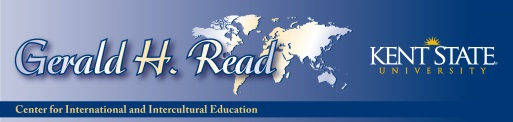 Gerald H. Read
KENT STATE
UNIVERSITY
Center for International and Intercultural Education